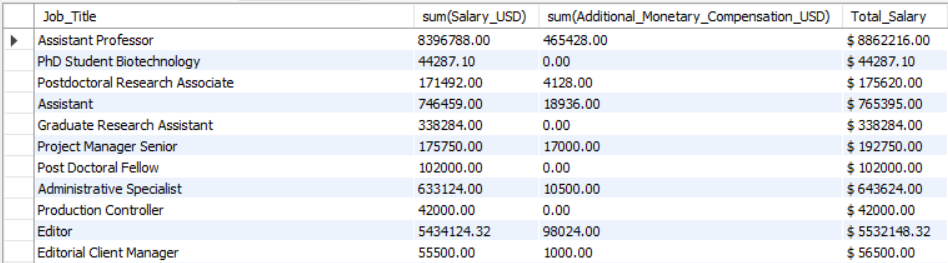 Job_Title sum(Salary_USD) sum(Additional_Monetary_Compensation_USD) Total_Salary
Assistant Professor 8396788.00 465428.00 $ 8862216.00
PhD Student Biotechnology 44287.10 0.00 $ 44287.10
Postdoctoral Research Associate 171492.00 4128.00 $ 175620.00
Assistant 746459.00 18936.00 $ 765395.00
Graduate Research Assistant 338284.00 0.00 $ 338284.00
Project Manager Senior 175750.00 17000.00 $ 192750.00
Post Doctoral Fellow 102000.00 0.00 $ 102000.00
Administrative Specialist 633124.00 10500.00 $ 643624.00
Production Controller 42000.00 0.00 $ 42000.00
Editor 5434124.32 98024.00 $ 5532148.32
Editorial Client Manager 55500.00 1000.00 $ 56500.00